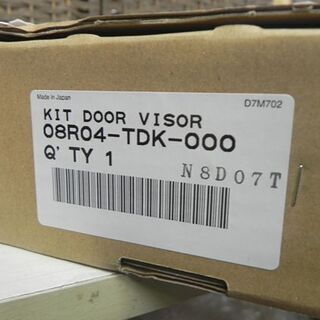 Made in Japan
D7M702
KIT DOOR VISOR
08R04-TDK-000
Q' TY 1
N8D07T